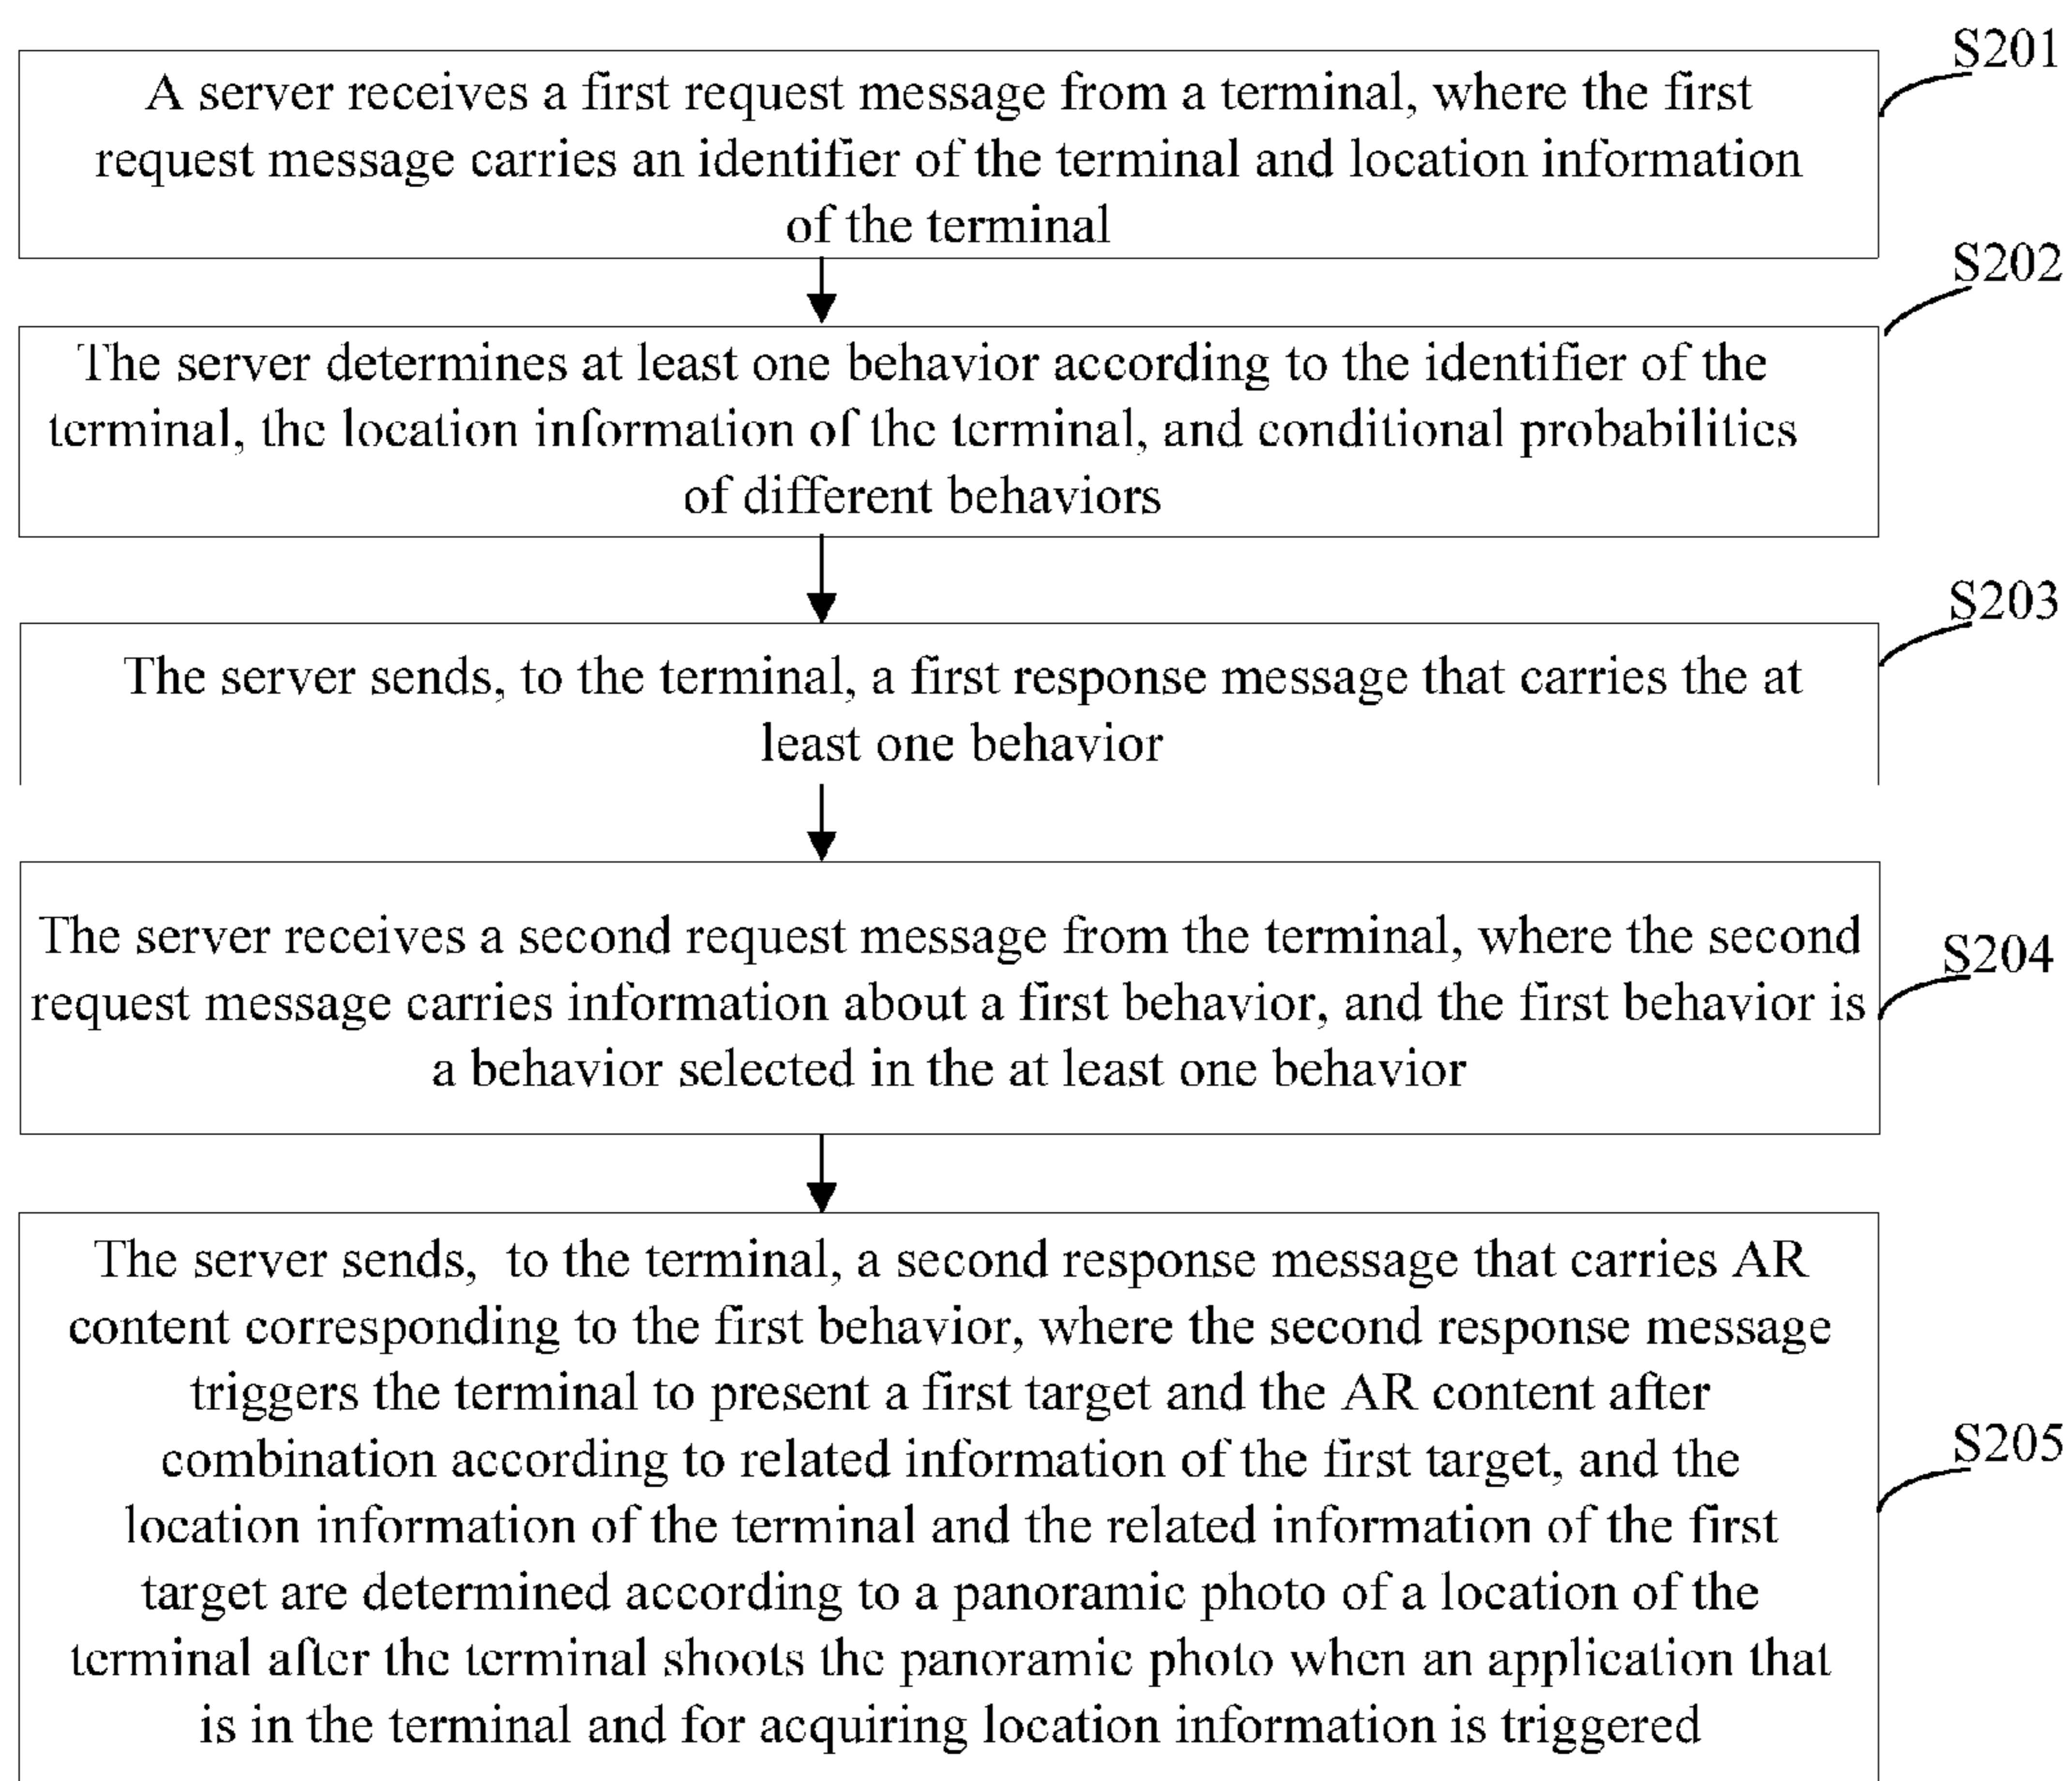 S201
A server receives a first request message from a terminal, where the first
request message carries an identifier of the terminal and location information
of the terminal
S202
The server determines at least one behavior according to the identifier of the
terminal, the location information of the terminal, and conditional probabilities
of different behaviors
S203
The server sends, to the terminal, a first response message that carries the at
least one behavior
The server receives a second request message from the terminal, where the second
request message carries information about a first behavior, and the first behavior is
a behavior selected in the at least one behavior
S204
The server sends, to the terminal, a second response message that carries AR
content corresponding to the first behavior, where the second response message
triggers the terminal to present a first target and the AR content after
combination according to related information of the first target, and the
location information of the terminal and the related information of the first
target are determined according to a panoramic photo of a location of the
terminal after the terminal shoots the panoramic photo when an application that
is in the terminal and for acquiring location information is triggered
S205